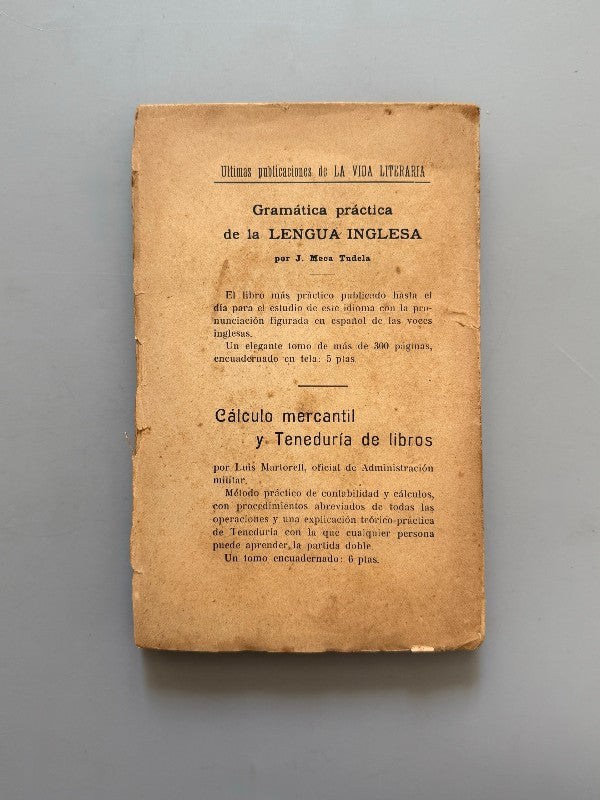 Ultimas publicaciones de LA VIDA LITERARIA
Gramática práctica
de la LENGUA INGLESA
por J. Meca Tudela
El libro más práctico publicado hasta el
día para el estudio de este idioma con la pro-
nunciación figurada en español de las voces
inglesas.
Un elegante tomo de más de 300 páginas,
encuadernado en tela: 5 ptas.
Cálculo mercantil
y Teneduría de libros
por Luis Martorell, oficial de Administración
militar.
Método práctico de contabilidad y cálculos,
con procedimientos abreviados de todas las
operaciones y una explicación teórico-práctica
de Teneduría con la que cualquier persona
puede aprender la partida doble.
Un tomo encuadernado: 6 ptas.